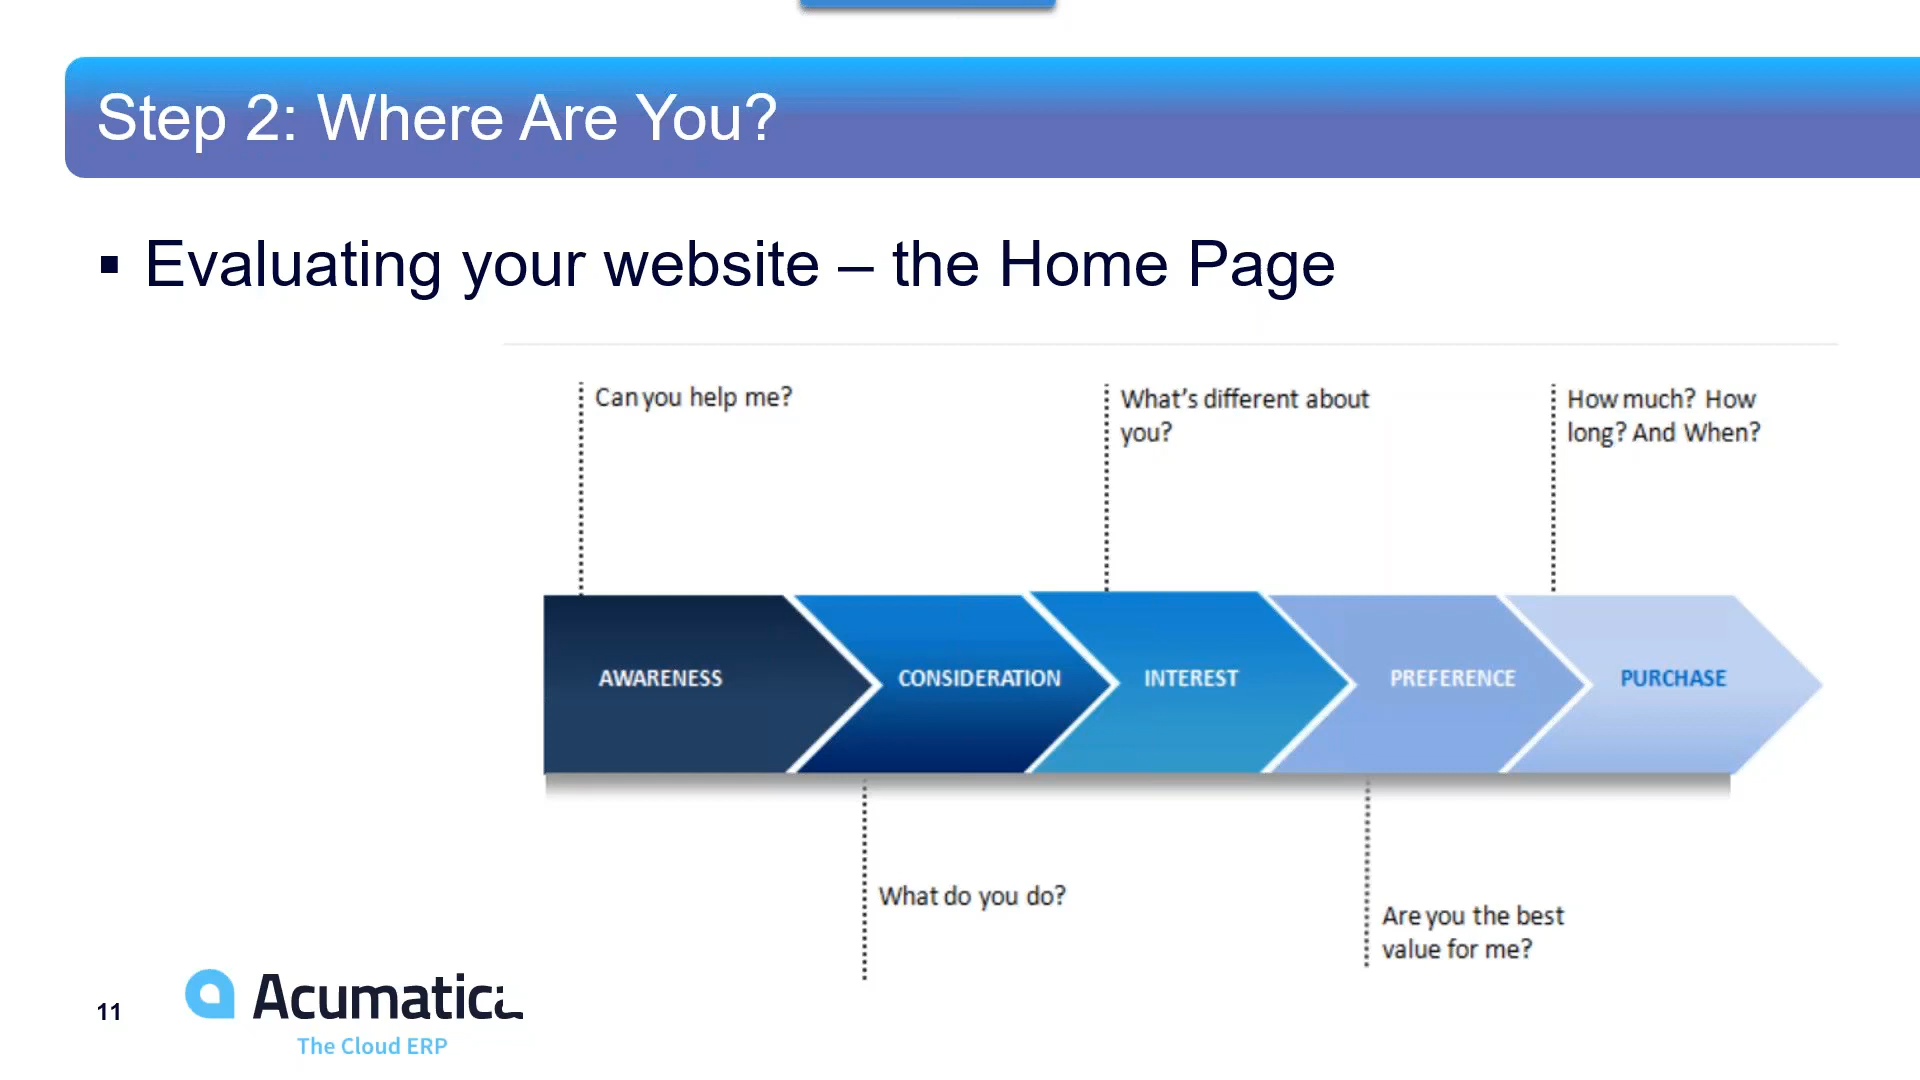 Step 2: Where Are You?
▪ Evaluating your website – the Home Page
Can you help me?
What's different about
you?
How much? How
long? And When?
AWARENESS
CONSIDERATION
INTEREST
PREFERENCE
PURCHASE
What do you do?
Are you the best
value for me?
11
Acumatica
The Cloud ERP